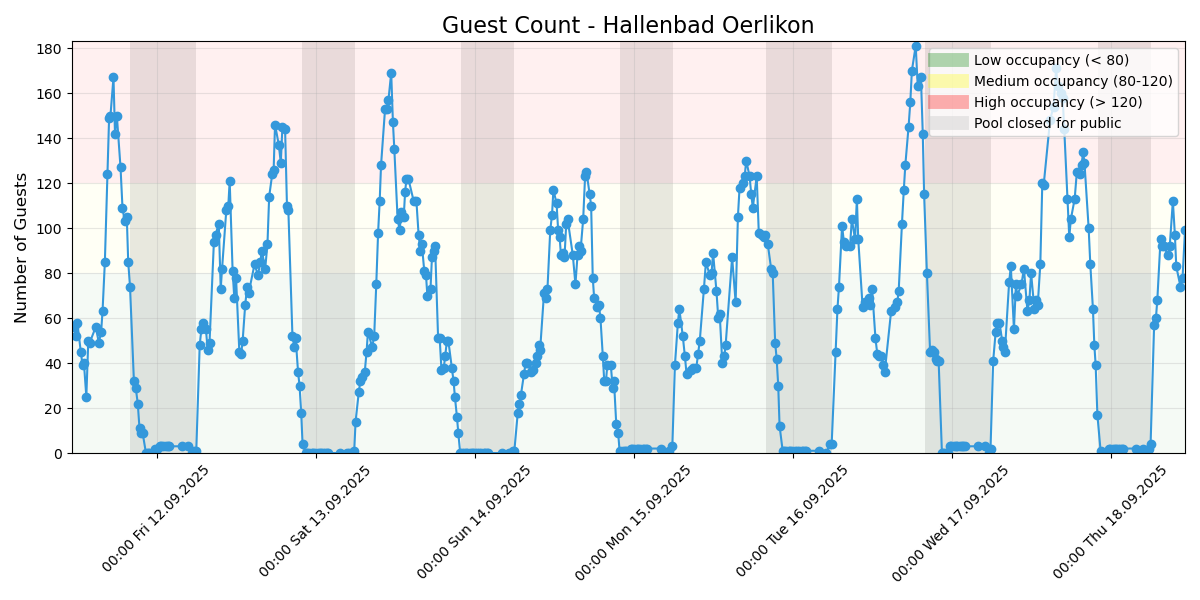 Guest Count - Hallenbad Oerlikon
Number of Guests
180
160
140
120
100
80
60
40
20
0
Low occupancy (< 80)
Medium occupancy (80-120)
High occupancy (> 120)
Pool closed for public
00:00 Fri 12.09.2025
00:00 Sat 13.09.2025
00:00 Sun 14.09.2025
00:00 Mon 15.09.2025
00:00 Tue 16.09.2025
00:00 Wed 17.09.2025
00:00 Thu 18.09.2025